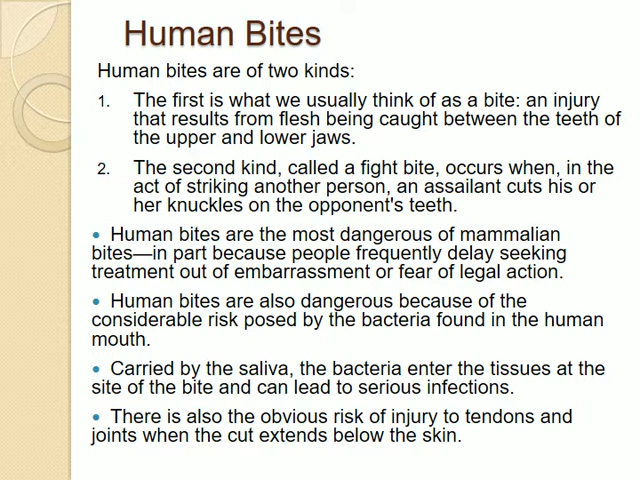 Human Bites
Human bites are of two kinds:
1. The first is what we usually think of as a bite: an injury
that results from flesh being caught between the teeth of
the upper and lower jaws.
2. The second kind, called a fight bite, occurs when, in the
act of striking another person, an assailant cuts his or
her knuckles on the opponent's teeth.
• Human bites are the most dangerous of mammalian
bites—in part because people frequently delay seeking
treatment out of embarrassment or fear of legal action.
• Human bites are also dangerous because of the
considerable risk posed by the bacteria found in the human
mouth.
• Carried by the saliva, the bacteria enter the tissues at the
site of the bite and can lead to serious infections.
• There is also the obvious risk of injury to tendons and
joints when the cut extends below the skin.